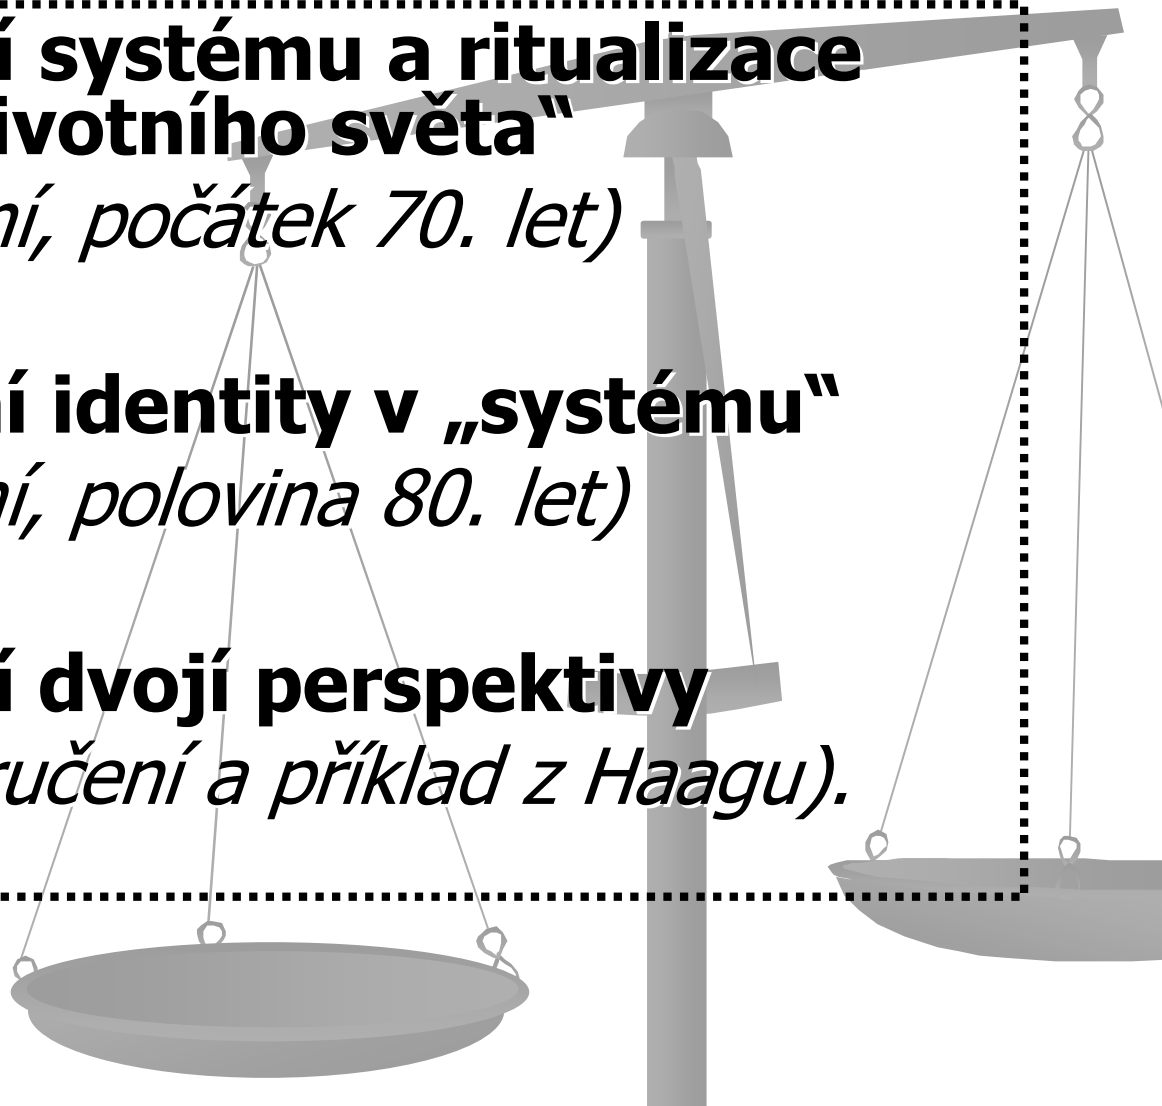 í systému a ritualizace
ivotního světa“
ní, počátek 70. let)
ní identity v „systému“
ní, polovina 80. let)
í dvojí perspektivy
ručení a příklad z Haagu).